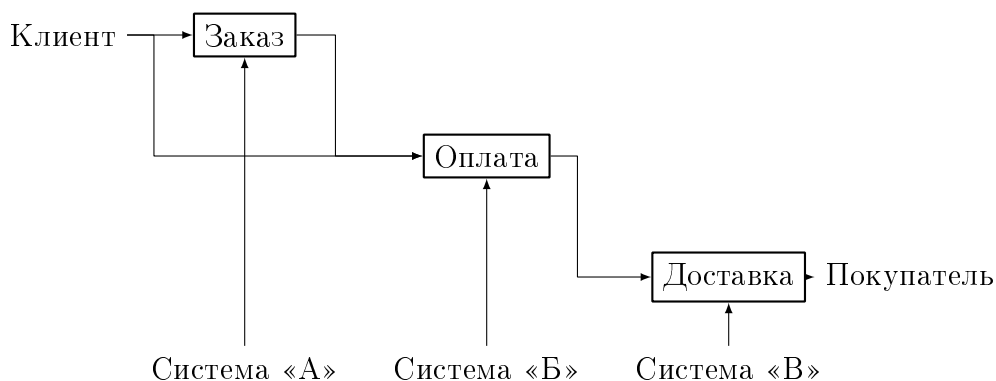 Клиент
Заказ
Оплата
Доставка
Покупатель
Система «А»
Система «Б»
Система «В»